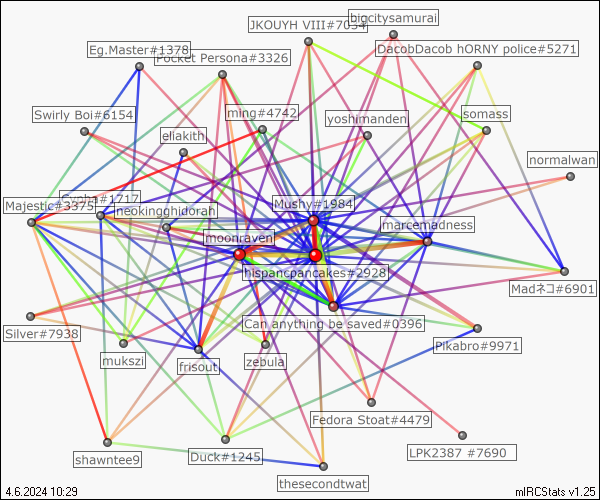 JKOUYH VIII#7034
bigcitysamurai
Eg.Master#1378
DacobDacob hORNY police#5271
Pocket Persona#3326
Swirly Boi#6154
ming#4742
yoshimanden
somass
eliakith
normalwan
Majestic#3375
neokingghidorah
Mushy#1984
marcemadness
moonraven
hispancpancakes#2928
Madネコ#6901
Silver#7938
Can anything be saved#0396
Pikabro#9971
mukszi
frisout
zebula
Fedora Stoat#4479
shawntee9
Duck#1245
LPK2387 #7690
thesecondtwat
4.6.2024 10:29
mIRCStats v1.25